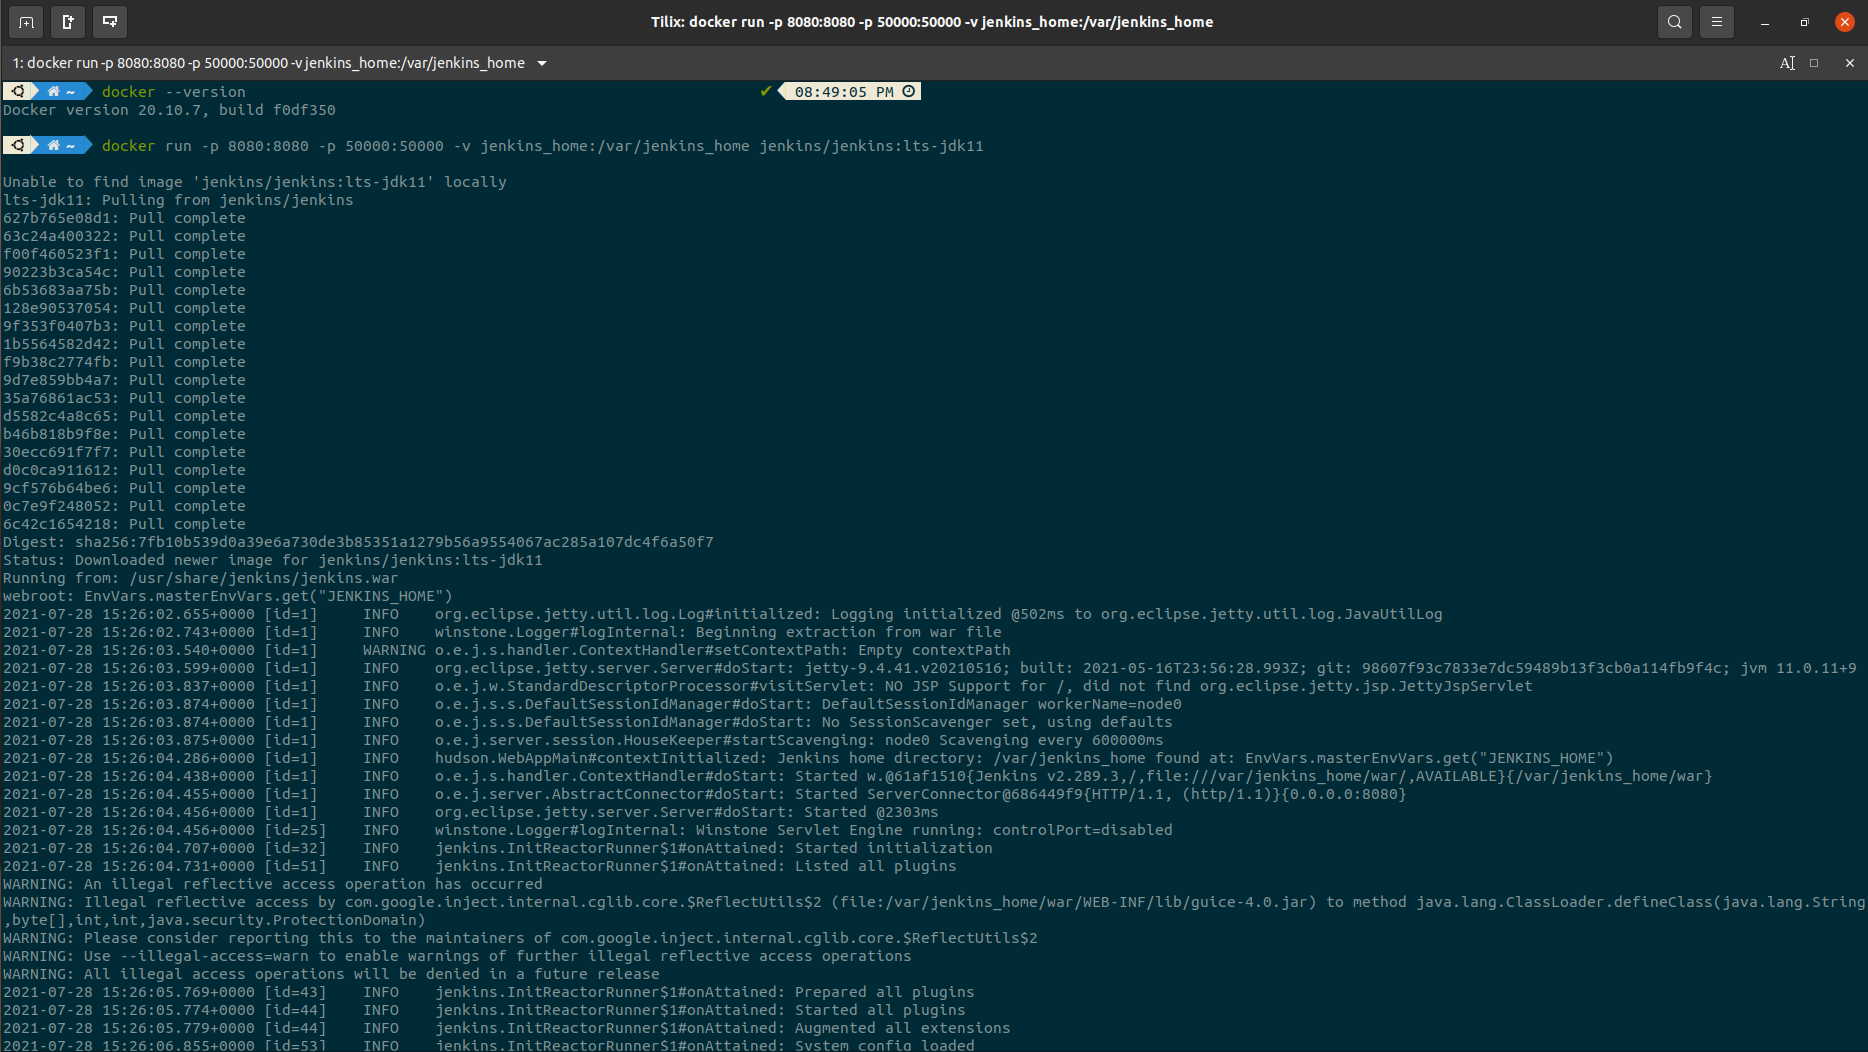 Tilix: docker run -p 8080:8080 -p 50000:50000 -v jenkins_home:/var/jenkins_home
1: docker run -p 8080:8080 -p 50000:50000 -v jenkins_home:/var/jenkins_home
~ docker --version ✔ 08:49:05 PM
Docker version 20.10.7, build f0df350
~ docker run -p 8080:8080 -p 50000:50000 -v jenkins_home:/var/jenkins_home jenkins/jenkins:lts-jdk11
Unable to find image 'jenkins/jenkins:lts-jdk11' locally
lts-jdk11: Pulling from jenkins/jenkins
627b765e08d1: Pull complete
63c24a400322: Pull complete
f00f460523f1: Pull complete
90223b3ca54c: Pull complete
6b53683aa75b: Pull complete
128e90537054: Pull complete
9f353f0407b3: Pull complete
1b5564582d42: Pull complete
f9b38c2774fb: Pull complete
9d7e859bb4a7: Pull complete
35a76861ac53: Pull complete
d5582c4a8c65: Pull complete
b46b818b9f8e: Pull complete
30ecc691f7f7: Pull complete
d0c0ca911612: Pull complete
9cf576b64be6: Pull complete
0c7e9f248052: Pull complete
6c42c1654218: Pull complete
Digest: sha256:7fb10b539d0a39e6a730de3b85351a1279b56a9554067ac285a107dc4f6a50f7
Status: Downloaded newer image for jenkins/jenkins:lts-jdk11
Running from: /usr/share/jenkins/jenkins.war
webroot: EnvVars.masterEnvVars.get("JENKINS_HOME")
2021-07-28 15:26:02.655+0000 [id=1] INFO org.eclipse.jetty.util.log.Log#initialized: Logging initialized @502ms to org.eclipse.jetty.util.log.JavaUtilLog
2021-07-28 15:26:02.743+0000 [id=1] INFO winstone.Logger#logInternal: Beginning extraction from war file
2021-07-28 15:26:03.540+0000 [id=1] WARNING o.e.j.s.handler.ContextHandler#setContextPath: Empty contextPath
2021-07-28 15:26:03.599+0000 [id=1] INFO org.eclipse.jetty.server.Server#doStart: jetty-9.4.41.v20210516; built: 2021-05-16T23:56:28.993Z; git: 98607f93c7833e7dc59489b13f3cb0a114fb9f4c; jvm 11.0.11+9
2021-07-28 15:26:03.837+0000 [id=1] INFO o.e.j.w.StandardDescriptorProcessor#visitServlet: NO JSP Support for /, did not find org.eclipse.jetty.jsp.JettyJspServlet
2021-07-28 15:26:03.874+0000 [id=1] INFO o.e.j.s.s.DefaultSessionIdManager#doStart: DefaultSessionIdManager workerName=node0
2021-07-28 15:26:03.874+0000 [id=1] INFO o.e.j.s.s.DefaultSessionIdManager#doStart: No SessionScavenger set, using defaults
2021-07-28 15:26:03.875+0000 [id=1] INFO o.e.j.server.session.HouseKeeper#startScavenging: node0 Scavenging every 600000ms
2021-07-28 15:26:04.286+0000 [id=1] INFO hudson.WebAppMain#contextInitialized: Jenkins home directory: /var/jenkins_home found at: EnvVars.masterEnvVars.get("JENKINS_HOME")
2021-07-28 15:26:04.438+0000 [id=1] INFO o.e.j.s.handler.ContextHandler#doStart: Started w.@61af1510{Jenkins v2.289.3,/,file:///var/jenkins_home/war/,AVAILABLE}{/var/jenkins_home/war}
2021-07-28 15:26:04.455+0000 [id=1] INFO o.e.j.server.AbstractConnector#doStart: Started ServerConnector@686449f9{HTTP/1.1, (http/1.1)}{0.0.0.0:8080}
2021-07-28 15:26:04.456+0000 [id=1] INFO org.eclipse.jetty.server.Server#doStart: Started @2303ms
2021-07-28 15:26:04.456+0000 [id=25] INFO winstone.Logger#logInternal: Winstone Servlet Engine running: controlPort=disabled
2021-07-28 15:26:04.707+0000 [id=32] INFO jenkins.InitReactorRunner$1#onAttained: Started initialization
2021-07-28 15:26:04.731+0000 [id=51] INFO jenkins.InitReactorRunner$1#onAttained: Listed all plugins
WARNING: An illegal reflective access operation has occurred
WARNING: Illegal reflective access by com.google.inject.internal.cglib.core.$ReflectUtils$2 (file:/var/jenkins_home/war/WEB-INF/lib/guice-4.0.jar) to method java.lang.ClassLoader.defineClass(java.lang.String
,byte[],int,int,java.security.ProtectionDomain)
WARNING: Please consider reporting this to the maintainers of com.google.inject.internal.cglib.core.$ReflectUtils$2
WARNING: Use --illegal-access=warn to enable warnings of further illegal reflective access operations
WARNING: All illegal access operations will be denied in a future release
2021-07-28 15:26:05.769+0000 [id=43] INFO jenkins.InitReactorRunner$1#onAttained: Prepared all plugins
2021-07-28 15:26:05.774+0000 [id=44] INFO jenkins.InitReactorRunner$1#onAttained: Started all plugins
2021-07-28 15:26:05.779+0000 [id=44] INFO jenkins.InitReactorRunner$1#onAttained: Augmented all extensions
2021-07-28 15:26:06.855+0000 [id=53] INFO jenkins.InitReactorRunner$1#onAttained: System config loaded